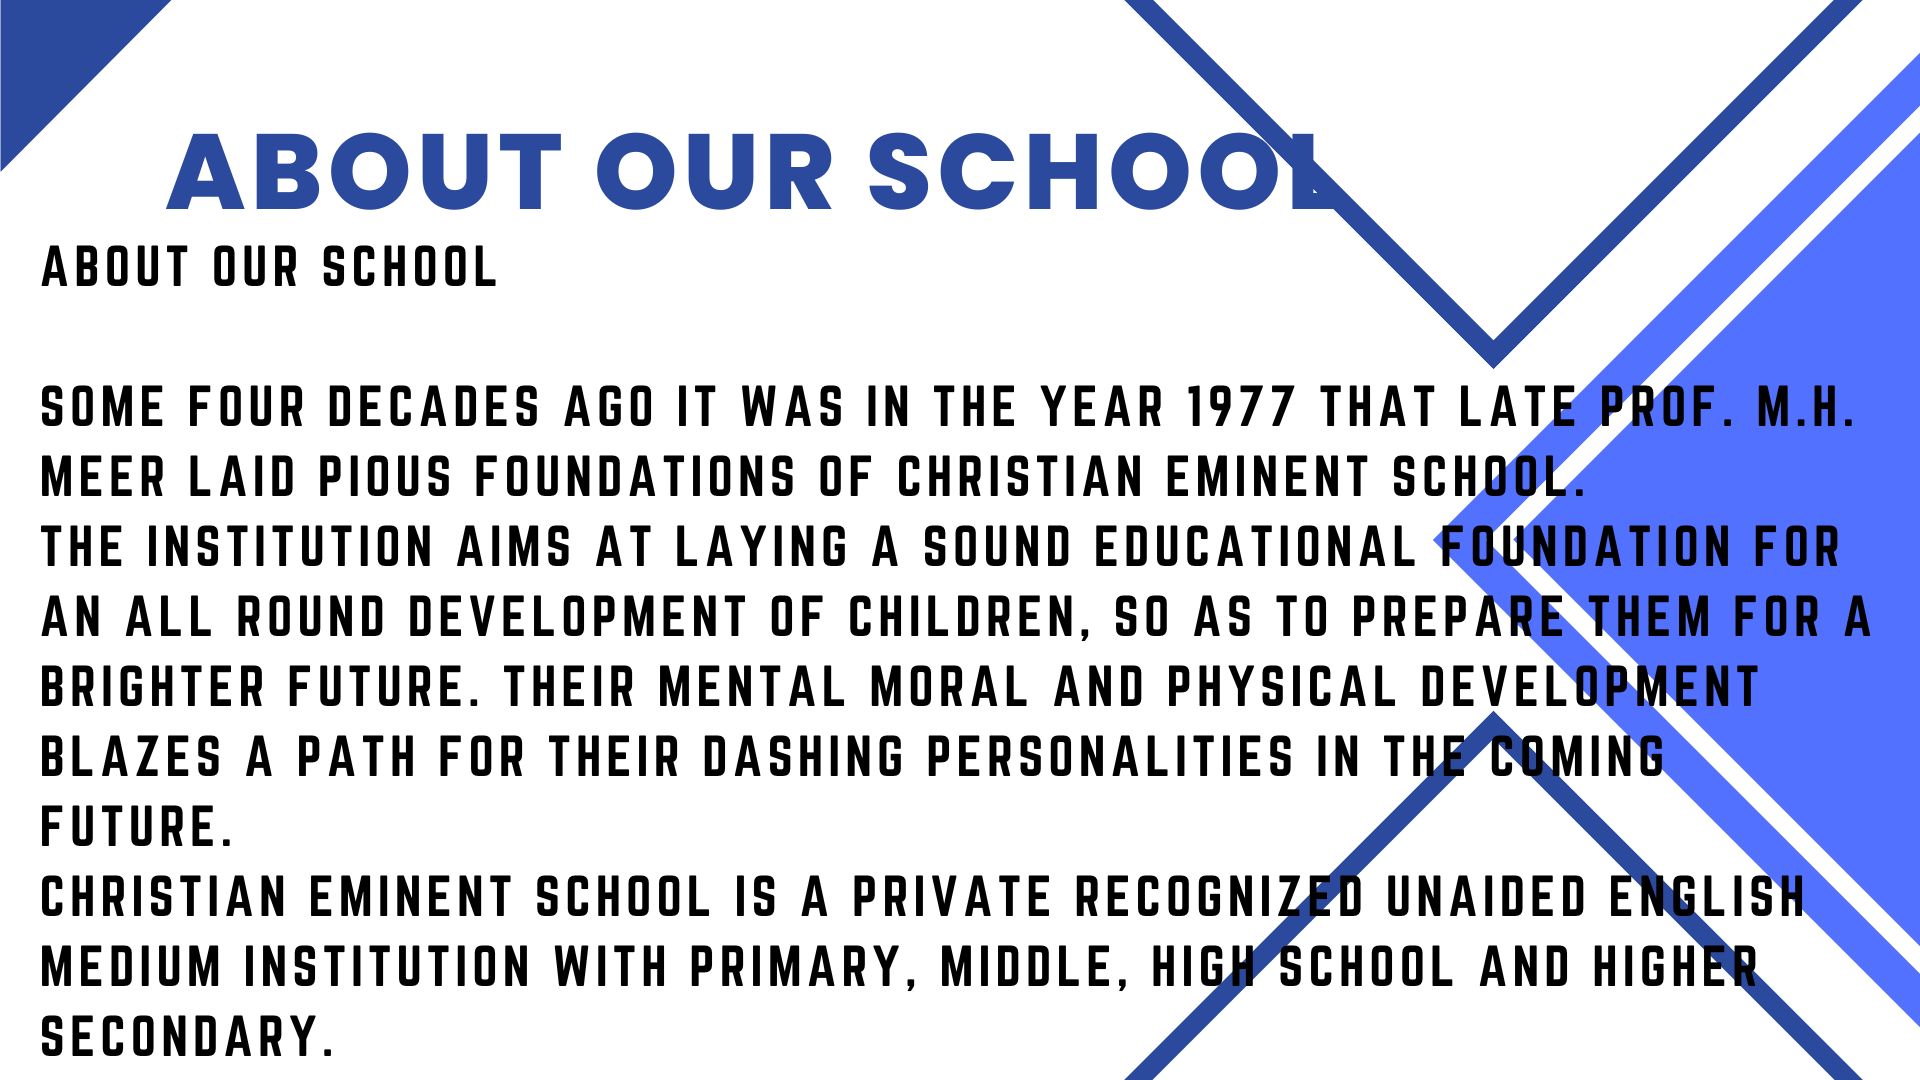 ABOUT OUR SCHOOL
ABOUT OUR SCHOOL
SOME FOUR DECADES AGO IT WAS IN THE YEAR 1977 THAT LATE PROF. M.H.
MEER LAID PIOUS FOUNDATIONS OF CHRISTIAN EMINENT SCHOOL.
THE INSTITUTION AIMS AT LAYING A SOUND EDUCATIONAL FOUNDATION FOR
AN ALL ROUND DEVELOPMENT OF CHILDREN, SO AS TO PREPARE THEM FOR A
BRIGHTER FUTURE. THEIR MENTAL MORAL AND PHYSICAL DEVELOPMENT
BLAZES A PATH FOR THEIR DASHING PERSONALITIES IN THE COMING
FUTURE.
CHRISTIAN EMINENT SCHOOL IS A PRIVATE RECOGNIZED UNAIDED ENGLISH
MEDIUM INSTITUTION WITH PRIMARY, MIDDLE, HIGH SCHOOL AND HIGHER
SECONDARY.